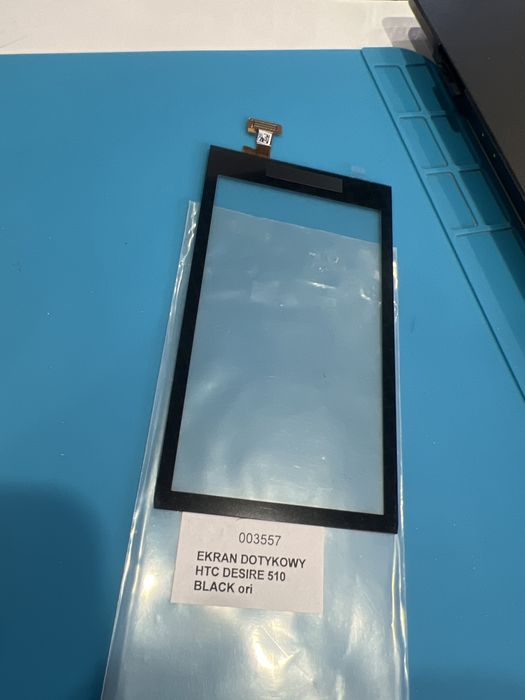 003557
EKRAN DOTYKOWY
HTC DESIRE 510
BLACK ori